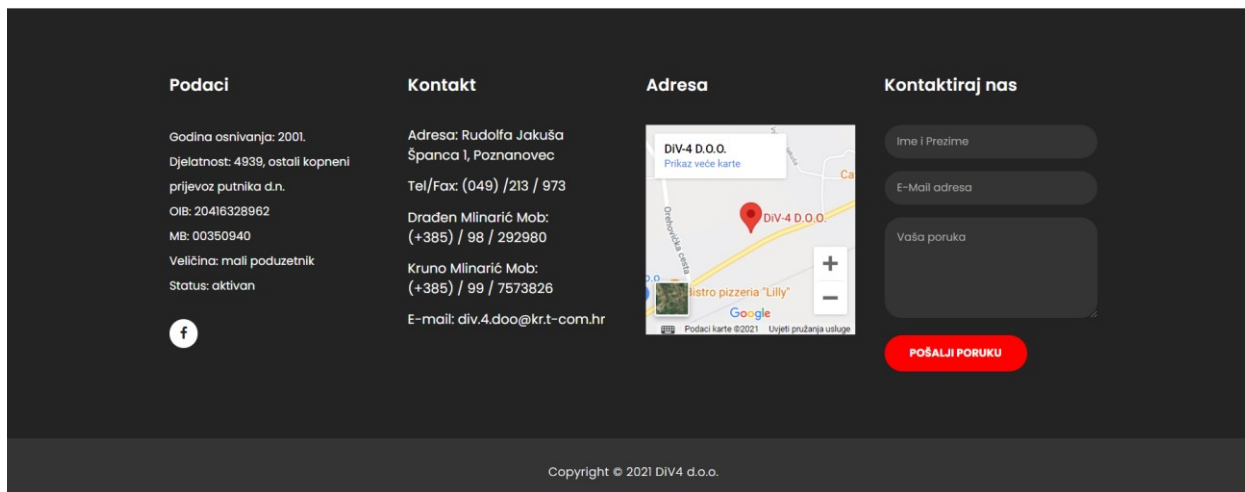 Podaci
Godina osnivanja: 2001.
Djelatnost: 4939, ostali kopneni
prijevoz putnika d.n.
OIB: 20416328962
MB: 00350940
Veličina: mali poduzetnik
Status: aktivan
Kontakt
Adresa: Rudolfa Jakuša
Španca 1, Poznanovec
Tel/Fax: (049) /213 / 973
Drađen Mlinarić Mob:
(+385) / 98 / 292980
Kruno Mlinarić Mob:
(+385) / 99 / 7573826
E-mail: div.4.doo@kr.t-com.hr
Adresa
DiV-4 D.O.O.
Prikaz veće karte
Ca
DiV-4 D.O.O.
Orehovička cesta
Bistro pizzeria "Lilly"
Google
Podaci karte ©2021 Uvjeti pružanja usluge
Kontaktiraj nas
Ime i Prezime
E-Mail adresa
Vaša poruka
POŠALJI PORUKU
Copyright © 2021 DiV4 d.o.o.